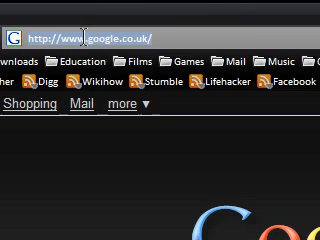 http://www.google.co.uk/
wnloads Education Films Games Mail Music
her Digg Wikihow Stumble Lifehacker Facebook
Shopping Mail more ▼
Go